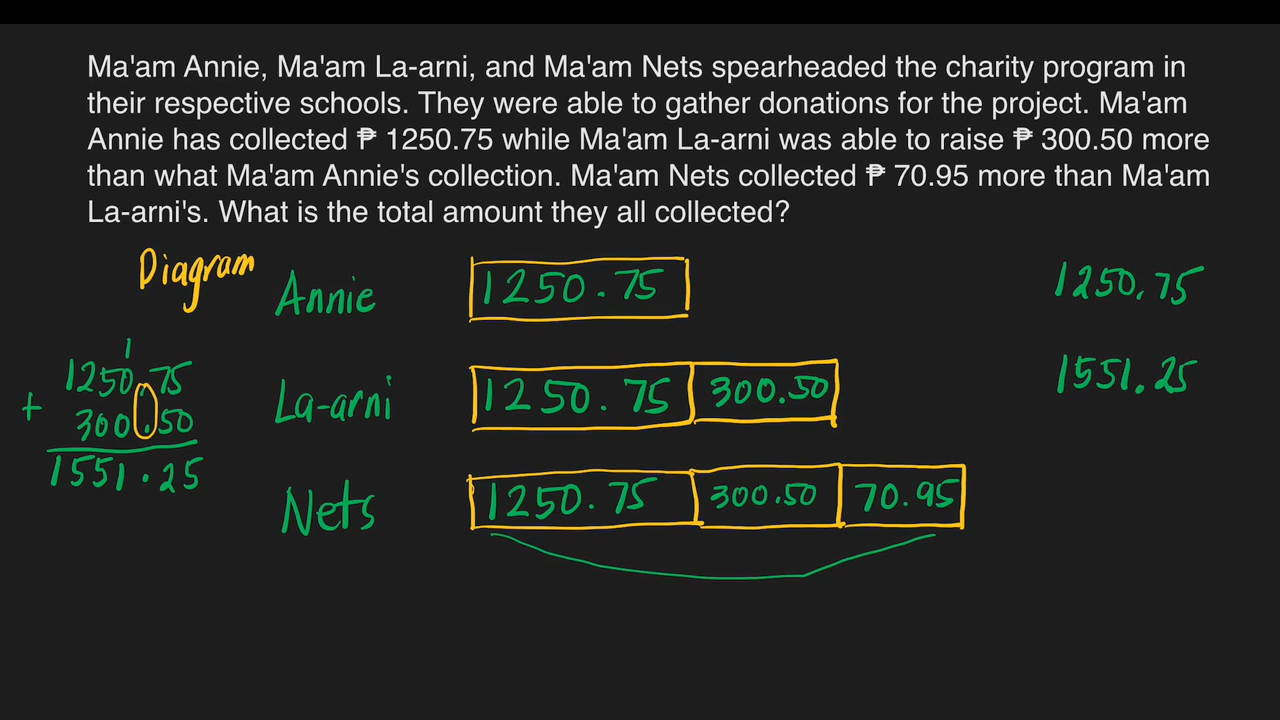 Ma'am Annie, Ma'am La-arni, and Ma'am Nets spearheaded the charity program in
their respective schools. They were able to gather donations for the project. Ma'am
Annie has collected ₱ 1250.75 while Ma'am La-arni was able to raise ₱ 300.50 more
than what Ma'am Annie's collection. Ma'am Nets collected ₱ 70.95 more than Ma'am
La-arni's. What is the total amount they all collected?
Diagram
Annie 1250.75
1250.75
1
1250.75
+ 300.50
1551.25
La-arni 1250.75 300.50
1551.25
Nets 1250.75 300.50 70.95